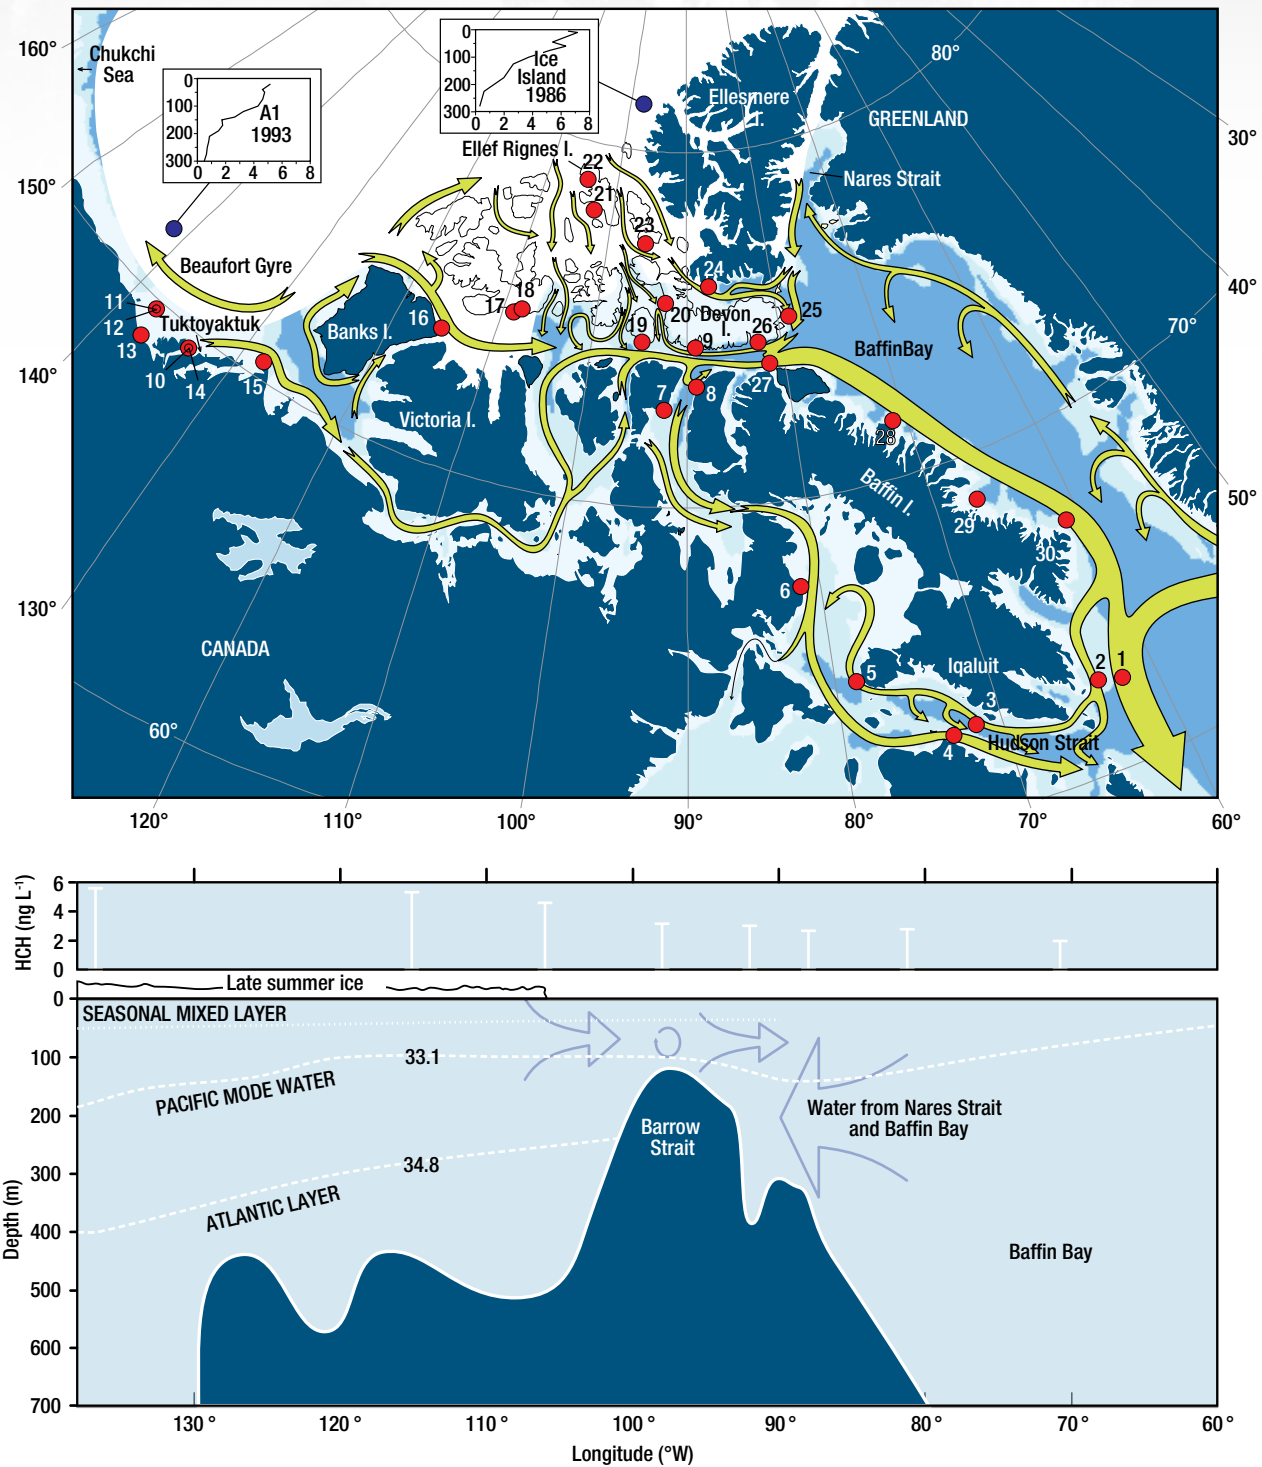 160°
150°
140°
130°
Chukchi
Sea
0
100
200
300
0 2 4 6 8
A1
1993
0
100
200
300
0 2 4 6 8
Ice
Island
1986
Ellef Rignes I.
Ellesmere
I.
80°
GREENLAND
30°
Nares Strait
40°
70°
50°
Beaufort Gyre
Tuktoyaktuk
Banks I.
Victoria I.
Devon
I.
BaffinBay
Baffin I.
Iqaluit
Hudson Strait
CANADA
60°
22
21
23
24
25
26
20
19
9
18
17
16
11
12
13
10
14
15
7
8
27
28
29
30
6
5
3
4
2
1
120° 110° 100° 90° 80° 70° 60°
HCH (ng L⁻¹)
6
4
2
0
Late summer ice
Depth (m)
0
100
200
300
400
500
600
700
SEASONAL MIXED LAYER
33.1
PACIFIC MODE WATER
34.8
ATLANTIC LAYER
Barrow
Strait
Water from Nares Strait
and Baffin Bay
Baffin Bay
130° 120° 110° 100° 90° 80° 70° 60°
Longitude (°W)